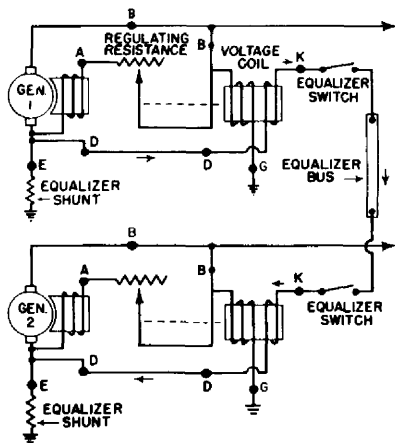 B
REGULATING
RESISTANCE
A
B
VOLTAGE
COIL
K
EQUALIZER
SWITCH
GEN.
1
D
D
E
EQUALIZER
SHUNT
G
EQUALIZER
BUS
B
A
B
K
EQUALIZER
SWITCH
GEN.
2
D
D
E
EQUALIZER
SHUNT
G